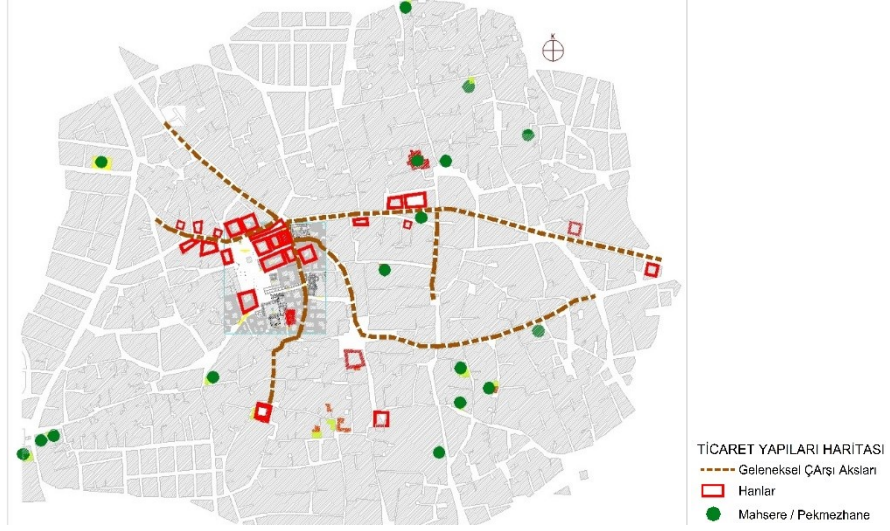 K
TİCARET YAPILARI HARİTASI
Geleneksel ÇArşı Aksları
Hanlar
Mahsere / Pekmezhane